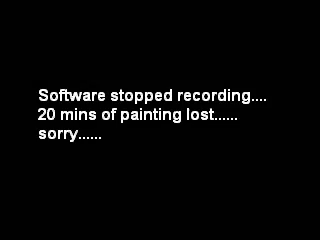 Software stopped recording....
20 mins of painting lost......
sorry......